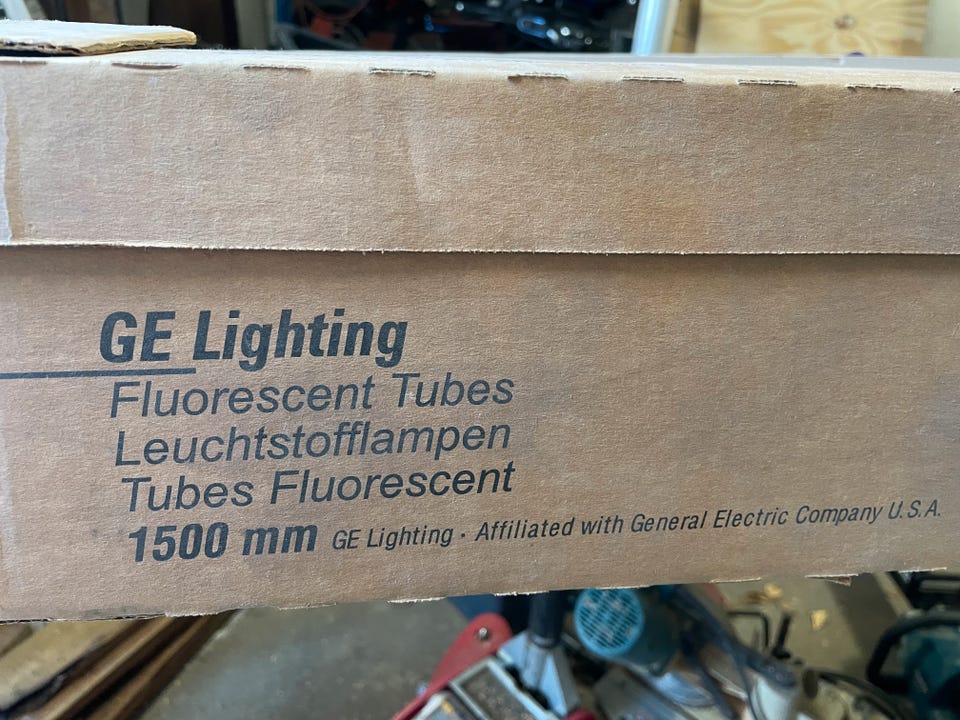 GE Lighting
Fluorescent Tubes
Leuchtstofflampen
Tubes Fluorescent
1500 mm GE Lighting · Affiliated with General Electric Company U.S.A.